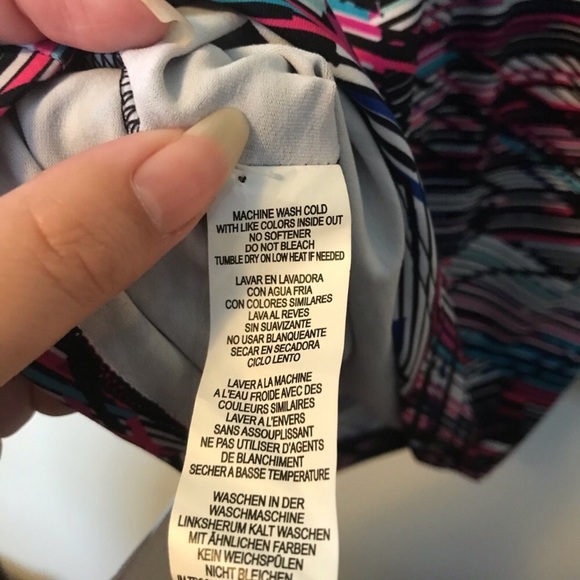 MACHINE WASH COLD
WITH LIKE COLORS INSIDE OUT
NO SOFTENER
DO NOT BLEACH
TUMBLE DRY ON LOW HEAT IF NEEDED
LAVAR EN LAVADORA
CON AGUA FRIA
CON COLORES SIMILARES
LAVA AL REVES
SIN SUAVIZANTE
NO USAR BLANQUEANTE
SECAR EN SECADORA
CICLO LENTO
LAVER A LA MACHINE
A L'EAU FROIDE AVEC DES
COULEURS SIMILAIRES
LAVER A L'ENVERS
SANS ASSOUPLISSANT
NE PAS UTILISER D'AGENTS
DE BLANCHIMENT
SECHER A BASSE TEMPERATURE
WASCHEN IN DER
WASCHMASCHINE
LINKSHERUM KALT WASCHEN
MIT ÄHNLICHEN FARBEN
KEIN WEICHSPÜLEN
NICHT BLEICHEN